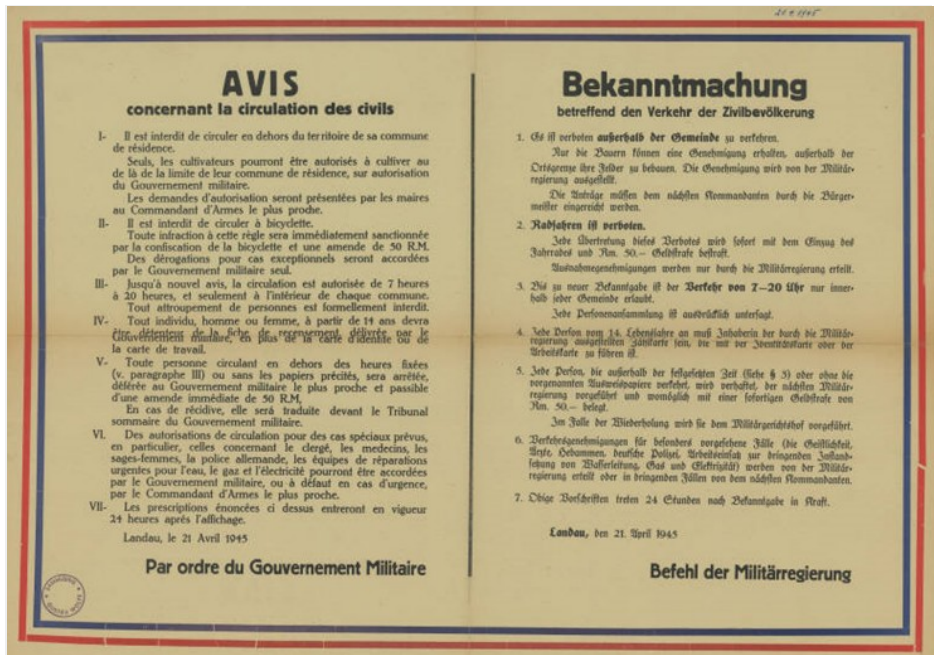 21.4.1945
AVIS
concernant la circulation des civils
I- Il est interdit de circuler en dehors du territoire de sa commune
de résidence.
Seuls, les cultivateurs pourront être autorisés à cultiver au
de là de la limite de leur commune de résidence, sur autorisation
du Gouvernement militaire.
Les demandes d'autorisation seront présentées par les maires
au Commandant d'Armes le plus proche.
II- Il est interdit de circuler à bicyclette.
Toute infraction à cette règle sera immédiatement sanctionnée
par la confiscation de la bicyclette et une amende de 50 R.M.
Des dérogations pour cas exceptionnels seront accordées
par le Gouvernement militaire seul.
III- Jusqu'à nouvel avis, la circulation est autorisée de 7 heures
à 20 heures, et seulement à l'intérieur de chaque commune.
Tout attroupement de personnes est formellement interdit.
IV- Tout individu, homme ou femme, à partir de 14 ans devra
être détenteur de la fiche de recensement délivrée par le
Gouvernement militaire, en plus de la carte d'identité ou de
la carte de travail.
V- Toute personne circulant en dehors des heures fixées
(v. paragraphe III) ou sans les papiers précités, sera arrêtée,
déférée au Gouvernement militaire le plus proche et passible
d'une amende immédiate de 50 R.M.
En cas de récidive, elle sera traduite devant le Tribunal
sommaire du Gouvernement militaire.
VI. Des autorisations de circulation pour des cas spéciaux prévus,
en particulier, celles concernant le clergé, les medecins, les
sages-femmes, la police allemande, les équipes de réparations
urgentes pour l'eau, le gaz et l'électricité pourront être accordées
par le Gouvernement militaire, ou à défaut en cas d'urgence,
par le Commandant d'Armes le plus proche.
VII- Les prescriptions énoncées ci dessus entreront en vigueur
24 heures après l'affichage.
Landau, le 21 Avril 1945
Par ordre du Gouvernement Militaire
Bekanntmachung
betreffend den Verkehr der Zivilbevölkerung
1. Es ist verboten außerhalb der Gemeinde zu verkehren.
Nur die Bauern können eine Genehmigung erhalten, außerhalb der
Ortsgrenze ihre Felder zu bebauen. Die Genehmigung wird von der Militär-
regierung ausgestellt.
Die Anträge müssen dem nächsten Kommandanten durch die Bürger-
meister eingereicht werden.
2. Radfahren ist verboten.
Jede Übertretung dieses Verbotes wird sofort mit dem Einzug des
Fahrrades und Rm. 50.— Geldstrafe bestraft.
Ausnahmegenehmigungen werden nur durch die Militärregierung erteilt.
3. Bis zu neuer Bekanntgabe ist der Verkehr von 7—20 Uhr nur inner-
halb jeder Gemeinde erlaubt.
Jede Personenansammlung ist ausdrücklich untersagt.
4. Jede Person vom 14. Lebensjahre an muß Inhaberin der durch die Militär-
regierung ausgestellten Zählkarte sein, die mit der Identitätskarte oder der
Arbeitskarte zu führen ist.
5. Jede Person, die außerhalb der festgesetzten Zeit (siehe § 3) oder ohne die
vorgenannten Ausweispapiere verkehrt, wird verhaftet, der nächsten Militär-
regierung vorgeführt und womöglich mit einer sofortigen Geldstrafe von
Rm. 50.— belegt.
Im Falle der Wiederholung wird sie dem Militärgerichtshof vorgeführt.
6. Verkehrsgenehmigungen für besonders vorgesehene Fälle (die Geistlichkeit,
Ärzte, Hebammen, deutsche Polizei, Arbeitseinsatz zur dringenden Instand-
setzung von Wasserleitung, Gas und Elektrizität) werden von der Militär-
regierung erteilt oder in dringenden Fällen von dem nächsten Kommandanten.
7. Obige Vorschriften treten 24 Stunden nach Bekanntgabe in Kraft.
Landau, den 21. April 1945
Befehl der Militärregierung